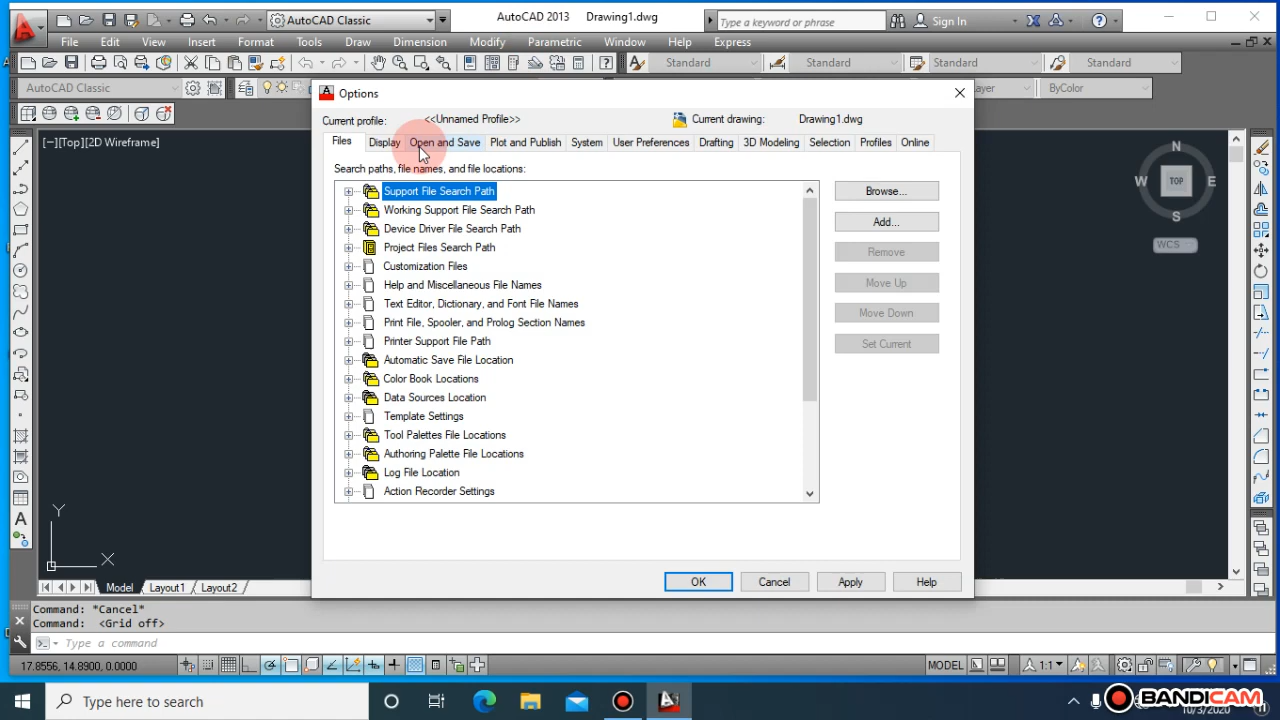 AutoCAD Classic
AutoCAD 2013 Drawing1.dwg
Type a keyword or phrase
Sign In
File Edit View Insert Format Tools Draw Dimension Modify Parametric Window Help Express
Standard Standard Standard Standard
AutoCAD Classic
ByColor
Options
Current profile: <<Unnamed Profile>> Current drawing: Drawing1.dwg
Files Display Open and Save Plot and Publish System User Preferences Drafting 3D Modeling Selection Profiles Online
[−][Top][2D Wireframe]
Search paths, file names, and file locations:
Support File Search Path
Working Support File Search Path
Device Driver File Search Path
Project Files Search Path
Customization Files
Help and Miscellaneous File Names
Text Editor, Dictionary, and Font File Names
Print File, Spooler, and Prolog Section Names
Printer Support File Path
Automatic Save File Location
Color Book Locations
Data Sources Location
Template Settings
Tool Palettes File Locations
Authoring Palette File Locations
Log File Location
Action Recorder Settings
Browse...
Add...
Remove
Move Up
Move Down
Set Current
N
W TOP E
S
WCS
Y
X
OK Cancel Apply Help
Model Layout1 Layout2
Command: *Cancel*
Command: <Grid off>
Type a command
17.8556, 14.8900, 0.0000
MODEL 1:1
Type here to search
BANDICAM
10/3/2020